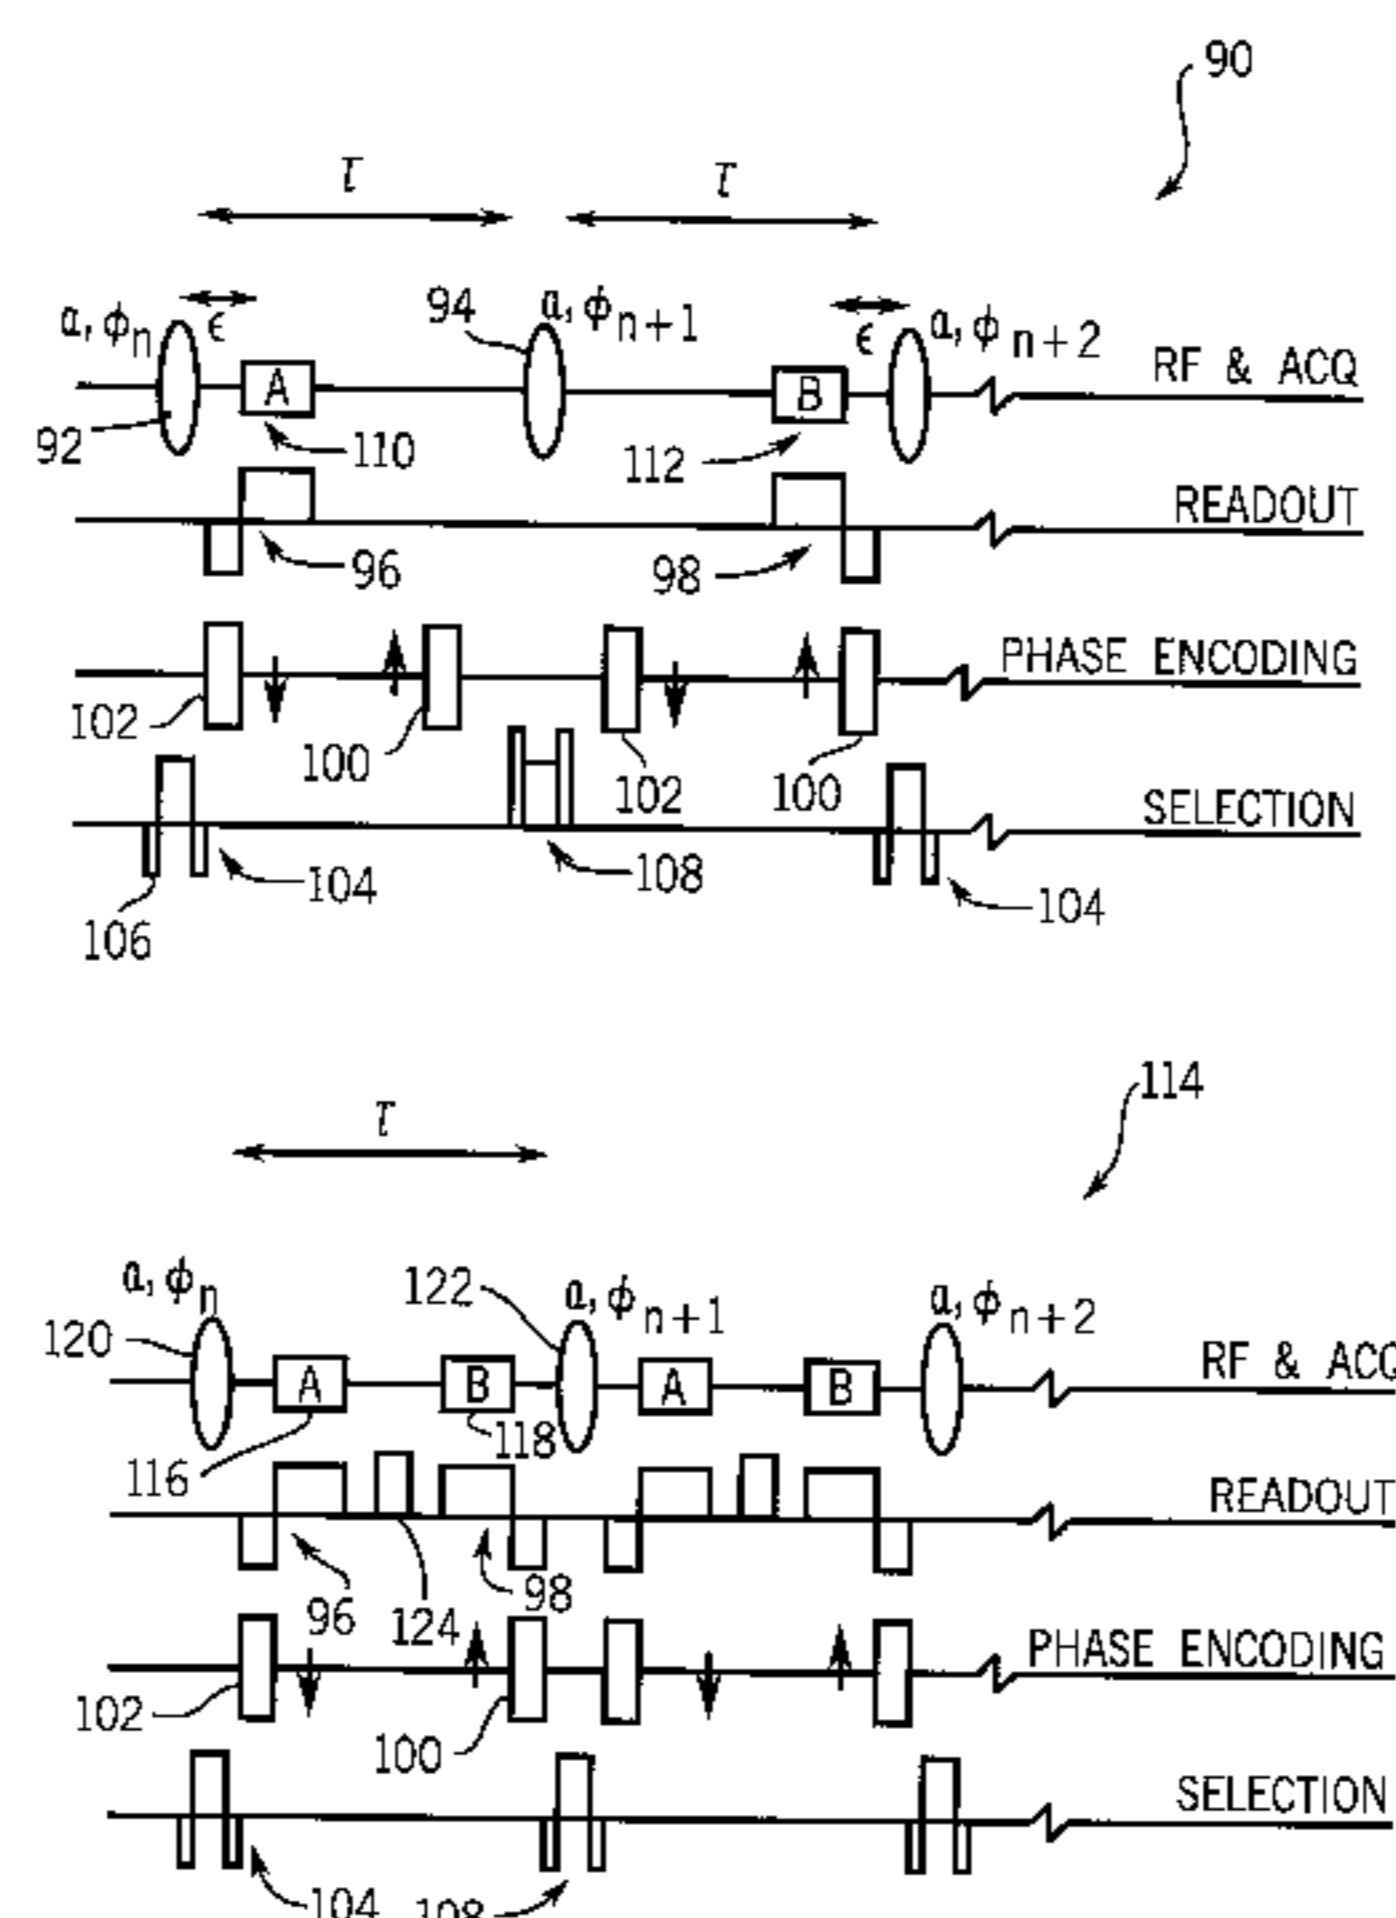 90
τ τ
α, ϕn ϵ 94 α, ϕn+1 ϵ α, ϕn+2
A B RF & ACQ
92 110 112
READOUT
96 98
PHASE ENCODING
102 100 102 100
SELECTION
104 108 104
106
114
τ
α, ϕn 122 α, ϕn+1 α, ϕn+2
120 A B A B RF & ACQ
116 118
READOUT
96 124 98
PHASE ENCODING
102 100
SELECTION
104 108